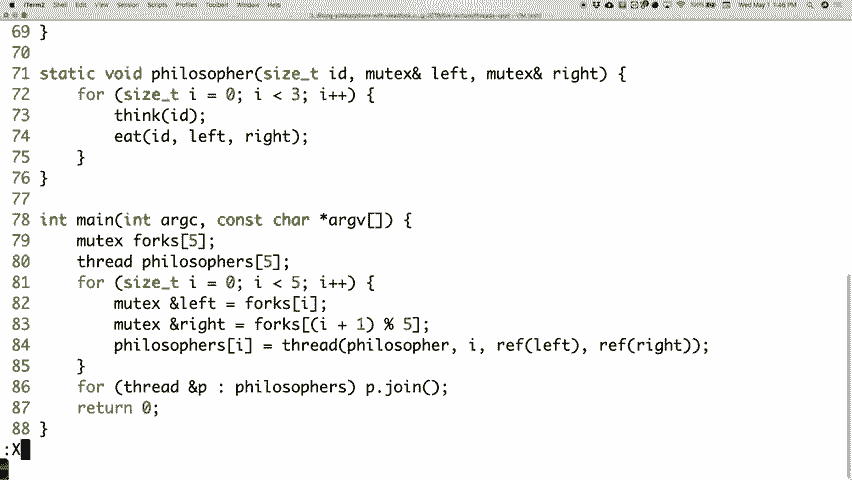 iTerm2 Shell Edit View Session Scripts Profiles Toolbelt Window Help Wed May 1 1:46 PM
69 }
70
71 static void philosopher(size_t id, mutex& left, mutex& right) {
72 for (size_t i = 0; i < 3; i++) {
73 think(id);
74 eat(id, left, right);
75 }
76 }
77
78 int main(int argc, const char *argv[]) {
79 mutex forks[5];
80 thread philosophers[5];
81 for (size_t i = 0; i < 5; i++) {
82 mutex &left = forks[i];
83 mutex &right = forks[(i + 1) % 5];
84 philosophers[i] = thread(philosopher, i, ref(left), ref(right));
85 }
86 for (thread &p : philosophers) p.join();
87 return 0;
88 }
:X